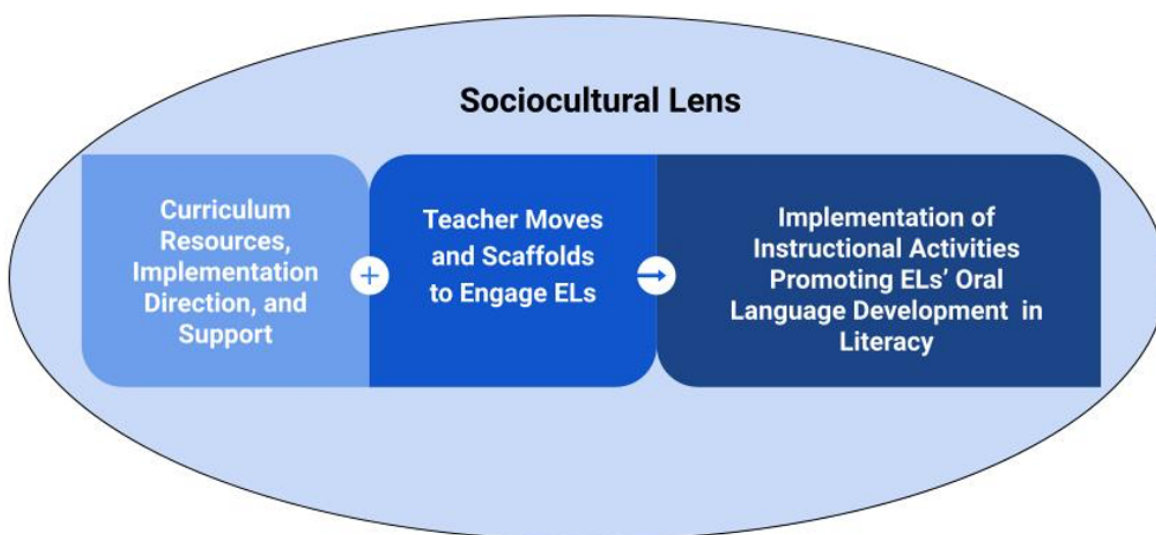 Sociocultural Lens
Curriculum
Resources,
Implementation
Direction, and
Support
+
Teacher Moves
and Scaffolds
to Engage ELs
→
Implementation of
Instructional Activities
Promoting ELs’ Oral
Language Development in
Literacy